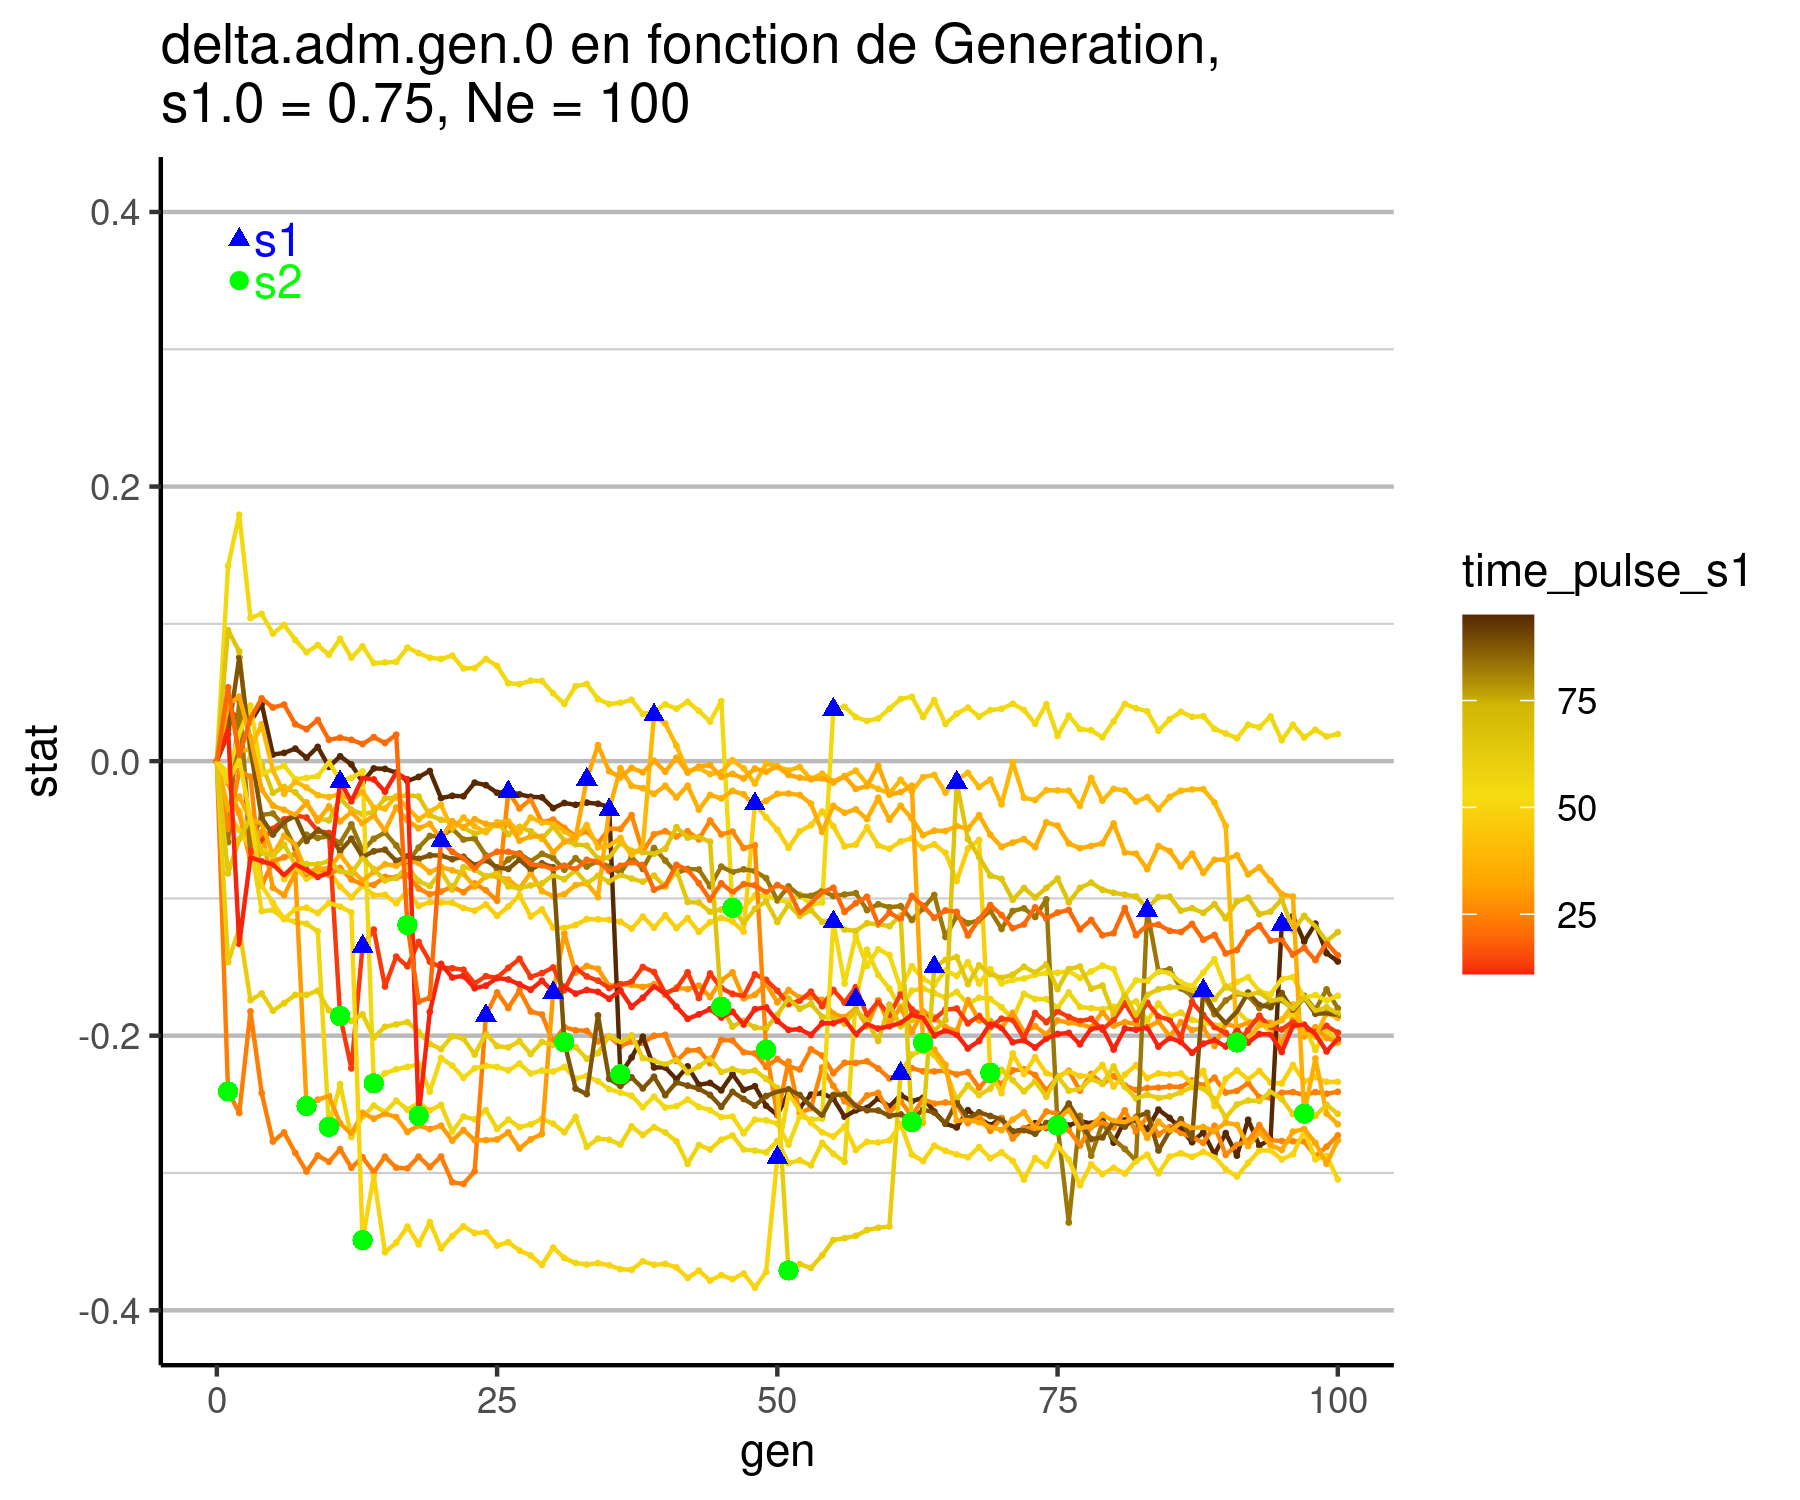 delta.adm.gen.0 en fonction de Generation,
s1.0 = 0.75, Ne = 100
0.4
s1
s2
0.2
0.0
-0.2
-0.4
stat
0
25
50
75
100
gen
time_pulse_s1
75
50
25